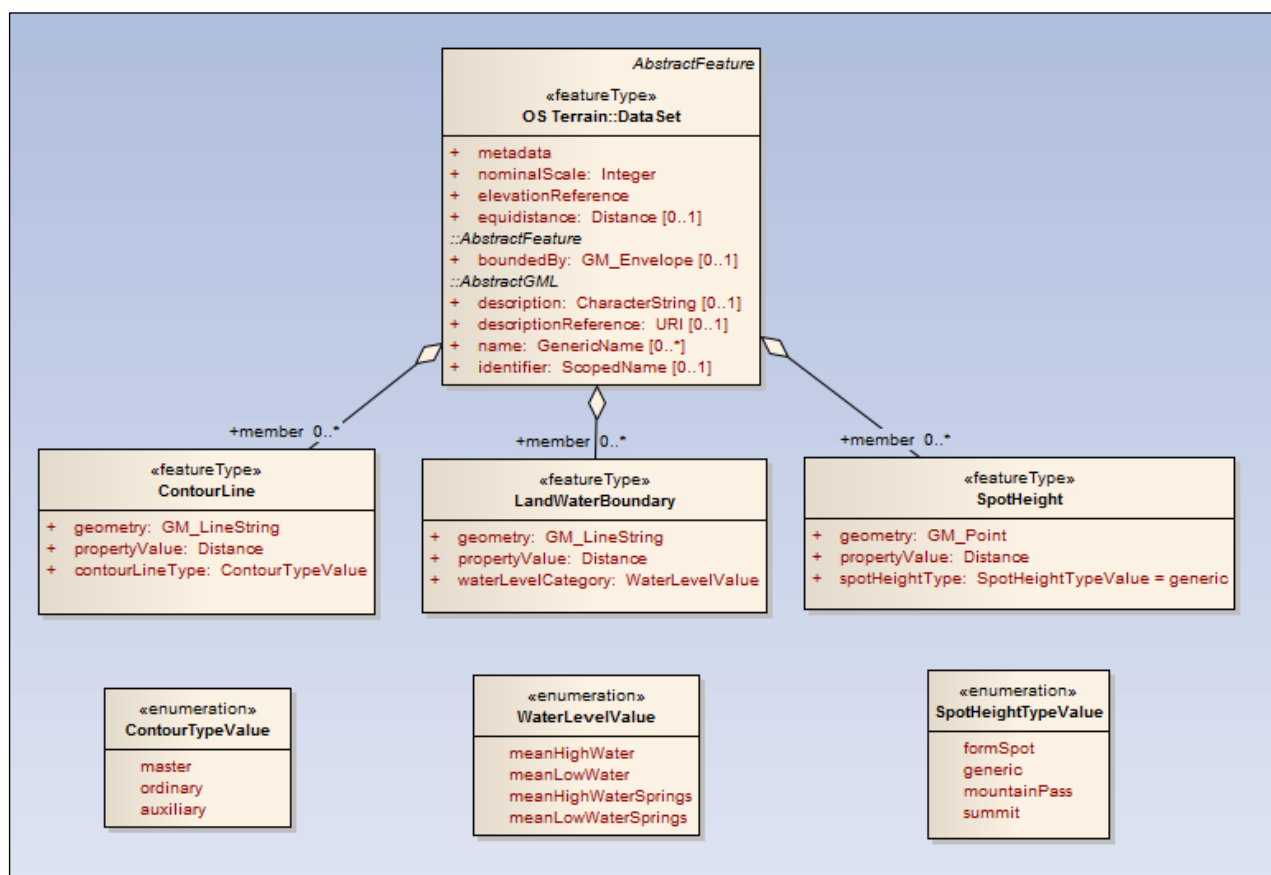 AbstractFeature
«featureType»
OS Terrain::DataSet
+ metadata
+ nominalScale: Integer
+ elevationReference
+ equidistance: Distance [0..1]
::AbstractFeature
+ boundedBy: GM_Envelope [0..1]
::AbstractGML
+ description: CharacterString [0..1]
+ descriptionReference: URI [0..1]
+ name: GenericName [0..*]
+ identifier: ScopedName [0..1]
+member 0..*
+member 0..*
+member 0..*
«featureType»
ContourLine
+ geometry: GM_LineString
+ propertyValue: Distance
+ contourLineType: ContourTypeValue
«featureType»
LandWaterBoundary
+ geometry: GM_LineString
+ propertyValue: Distance
+ waterLevelCategory: WaterLevelValue
«featureType»
SpotHeight
+ geometry: GM_Point
+ propertyValue: Distance
+ spotHeightType: SpotHeightTypeValue = generic
«enumeration»
ContourTypeValue
master
ordinary
auxiliary
«enumeration»
WaterLevelValue
meanHighWater
meanLowWater
meanHighWaterSprings
meanLowWaterSprings
«enumeration»
SpotHeightTypeValue
formSpot
generic
mountainPass
summit